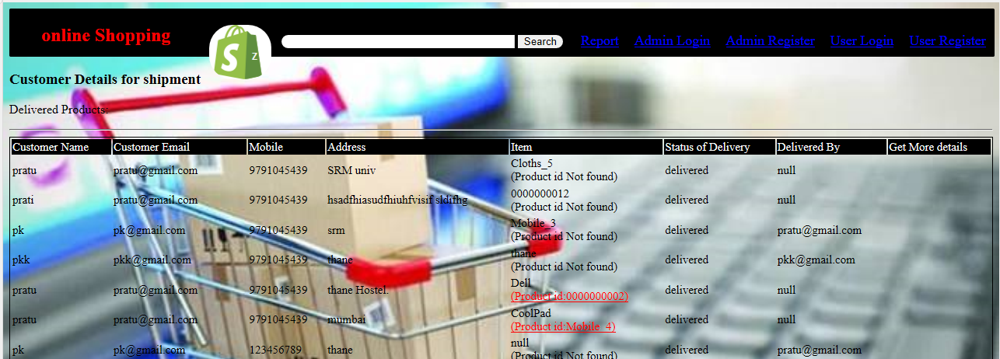 online Shopping
S
Z
Search
Report Admin Login Admin Register User Login User Register
Customer Details for shipment
Delivered Products:
Customer Name Customer Email Mobile Address Item Status of Delivery Delivered By Get More details
pratu pratu@gmail.com 9791045439 SRM univ Cloths_5 delivered null
(Product id Not found)
prati pratu@gmail.com 9791045439 hsadfhiasudfhiuhfvisif sldifhg 0000000012 delivered null
(Product id Not found)
pk pk@gmail.com 9791045439 srm Mobile_3 delivered pratu@gmail.com
(Product id Not found)
pkk pkk@gmail.com 9791045439 thane thane delivered pkk@gmail.com
(Product id Not found)
pratu pratu@gmail.com 9791045439 thane Hostel. Dell delivered null
(Product id:0000000002)
pratu pratu@gmail.com 9791045439 mumbai CoolPad delivered null
(Product id:Mobile_4)
pk pk@gmail.com 123456789 thane null delivered pratu@gmail.com
(Product id Not found)